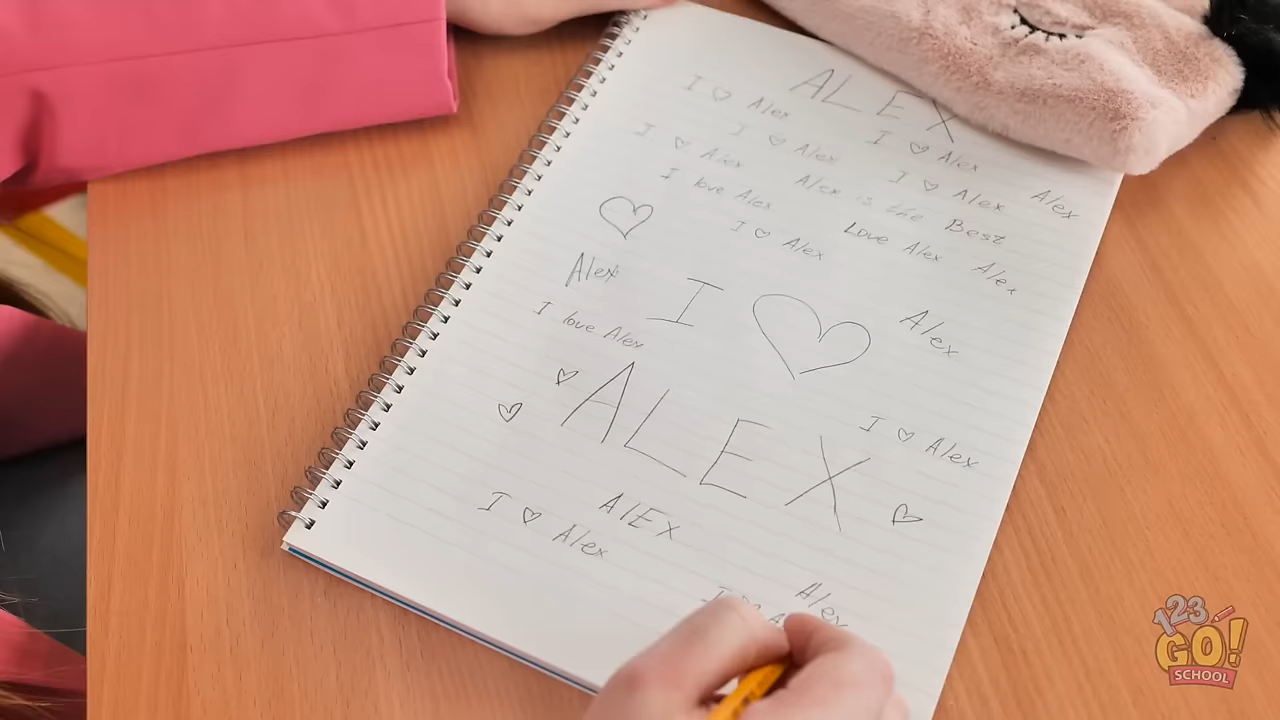 ALEX
I ♡ Alex
I ♡ Alex
I ♡ Alex
I ♡ Alex
I ♡ Alex
Alex
I love Alex
Alex is the Best
I ♡ Alex
Love Alex
Alex
Alex
I ♡
Alex
I love Alex
ALEX
I ♡ Alex
AlEx
I ♡ Alex
Alex
I ♡ A
123
GO!
SCHOOL